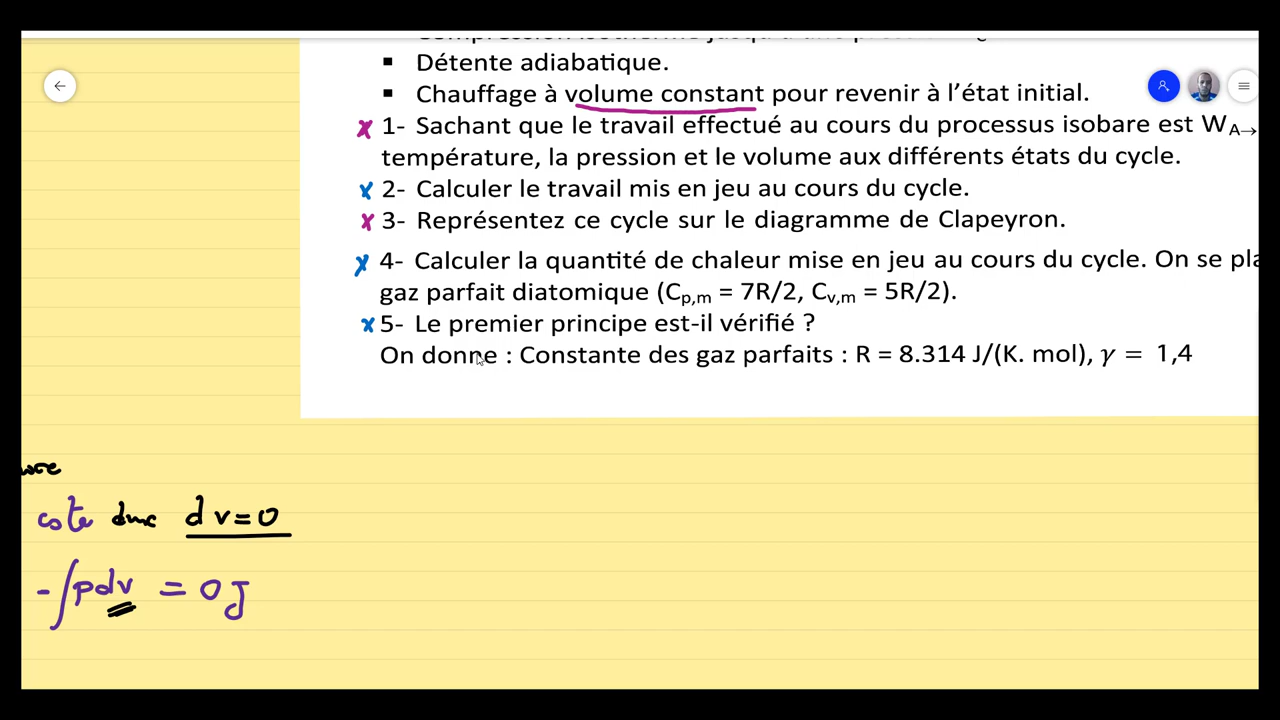 ▪ Détente adiabatique.
▪ Chauffage à volume constant pour revenir à l'état initial.
x 1- Sachant que le travail effectué au cours du processus isobare est W A→
température, la pression et le volume aux différents états du cycle.
x 2- Calculer le travail mis en jeu au cours du cycle.
x 3- Représentez ce cycle sur le diagramme de Clapeyron.
x 4- Calculer la quantité de chaleur mise en jeu au cours du cycle. On se pla
gaz parfait diatomique (Cp,m = 7R/2, Cv,m = 5R/2).
x 5- Le premier principe est-il vérifié ?
On donne : Constante des gaz parfaits : R = 8.314 J/(K. mol), γ = 1,4
cste donc dv=0
-∫pdv = 0 J